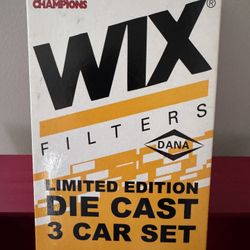 CHAMPIONS
WIX®
FILTERS
DANA
LIMITED EDITION
DIE CAST
3 CAR SET